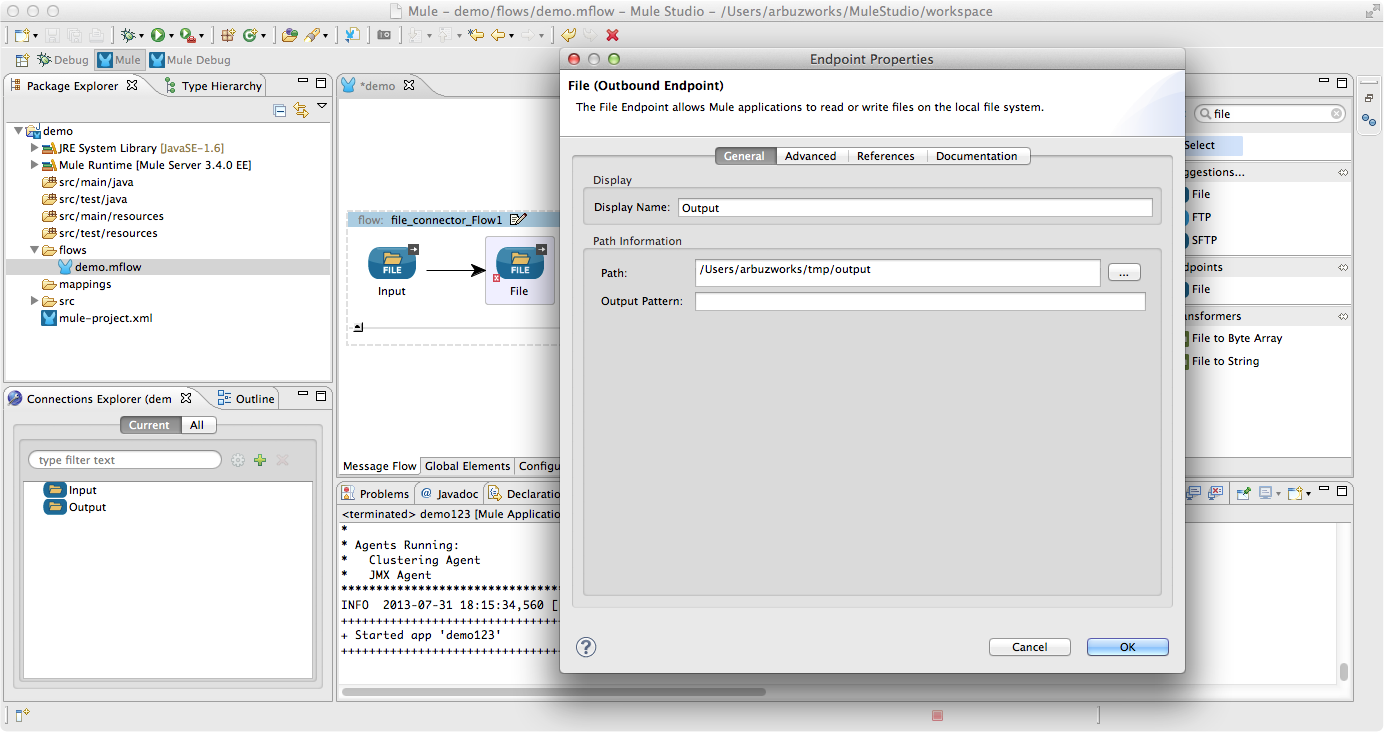 Mule – demo/flows/demo.mflow – Mule Studio – /Users/arbuzworks/MuleStudio/workspace
Debug Mule Mule Debug
Package Explorer Type Hierarchy
demo
JRE System Library [JavaSE-1.6]
Mule Runtime [Mule Server 3.4.0 EE]
src/main/java
src/test/java
src/main/resources
src/test/resources
flows
demo.mflow
mappings
src
mule-project.xml
Connections Explorer (dem Outline
Current All
type filter text
Input
Output
*demo
flow: file_connector_Flow1
FILE FILE
Input File
Message Flow Global Elements Configu
Problems @ Javadoc Declaratio
<terminated> demo123 [Mule Applicatio
*
* Agents Running:
* Clustering Agent
* JMX Agent
**********************************
INFO 2013-07-31 18:15:34,560 [
++++++++++++++++++++++++++++++++++
+ Started app 'demo123'
++++++++++++++++++++++++++++++++++
Endpoint Properties
File (Outbound Endpoint)
The File Endpoint allows Mule applications to read or write files on the local file system.
General Advanced References Documentation
Display
Display Name: Output
Path Information
Path: /Users/arbuzworks/tmp/output ...
Output Pattern:
? Cancel OK
file
Select
ggestions...
File
FTP
SFTP
dpoints
File
ansformers
File to Byte Array
File to String